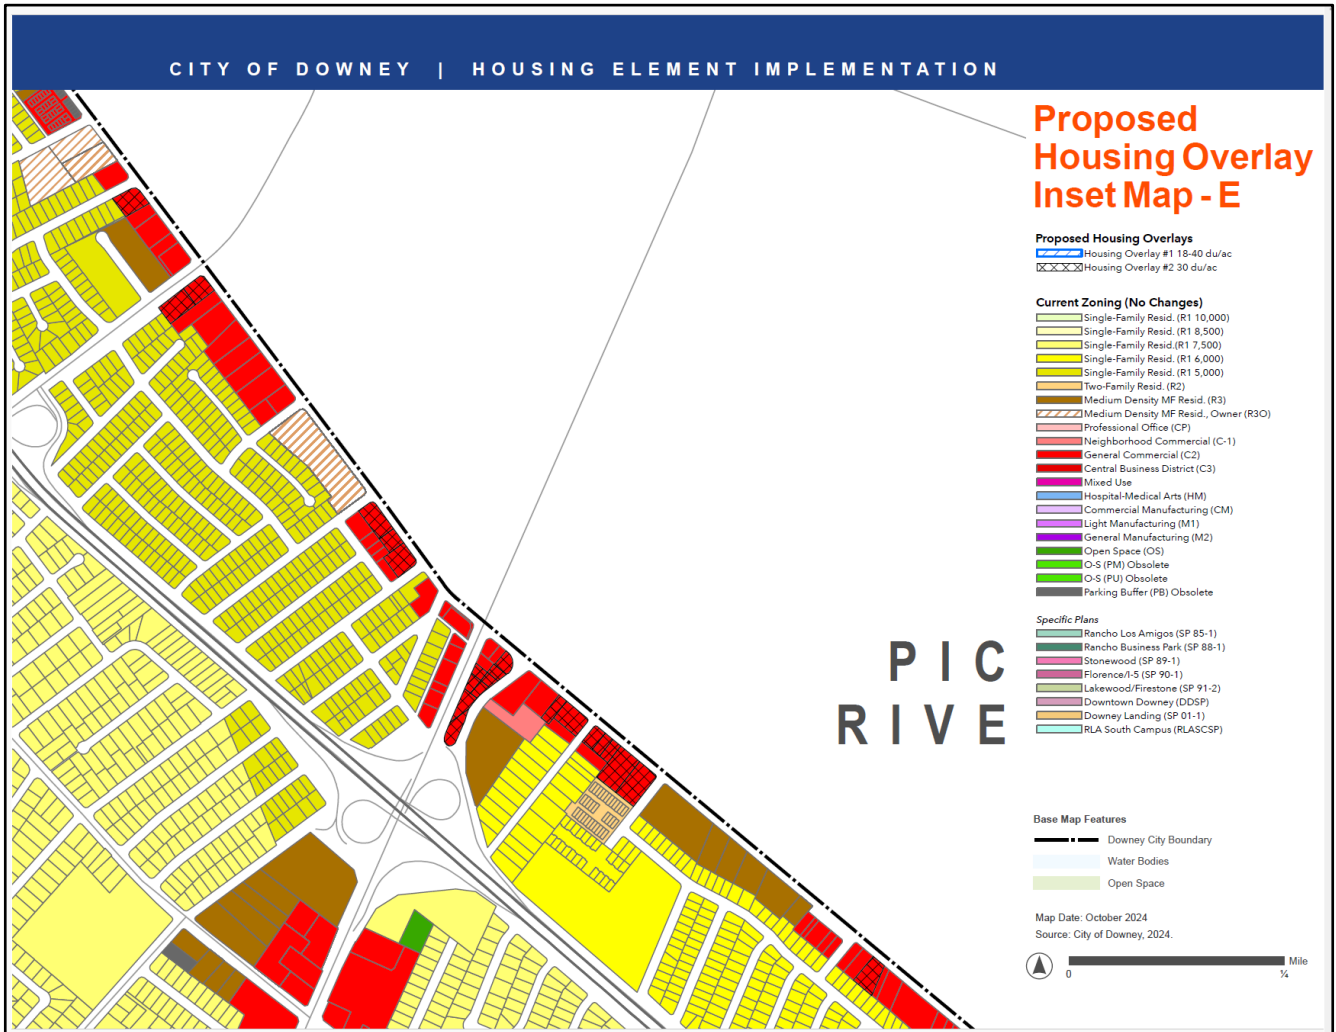 CITY OF DOWNEY | HOUSING ELEMENT IMPLEMENTATION
Proposed
Housing Overlay
Inset Map - E
Proposed Housing Overlays
Housing Overlay #1 18-40 du/ac
Housing Overlay #2 30 du/ac
Current Zoning (No Changes)
Single-Family Resid. (R1 10,000)
Single-Family Resid. (R1 8,500)
Single-Family Resid.(R1 7,500)
Single-Family Resid. (R1 6,000)
Single-Family Resid. (R1 5,000)
Two-Family Resid. (R2)
Medium Density MF Resid. (R3)
Medium Density MF Resid., Owner (R3O)
Professional Office (CP)
Neighborhood Commercial (C-1)
General Commercial (C2)
Central Business District (C3)
Mixed Use
Hospital-Medical Arts (HM)
Commercial Manufacturing (CM)
Light Manufacturing (M1)
General Manufacturing (M2)
Open Space (OS)
O-S (PM) Obsolete
O-S (PU) Obsolete
Parking Buffer (PB) Obsolete
Specific Plans
Rancho Los Amigos (SP 85-1)
Rancho Business Park (SP 88-1)
Stonewood (SP 89-1)
Florence/I-5 (SP 90-1)
Lakewood/Firestone (SP 91-2)
Downtown Downey (DDSP)
Downey Landing (SP 01-1)
RLA South Campus (RLASCSP)
PIC
RIVE
Base Map Features
Downey City Boundary
Water Bodies
Open Space
Map Date: October 2024
Source: City of Downey, 2024.
Mile
0 ¼